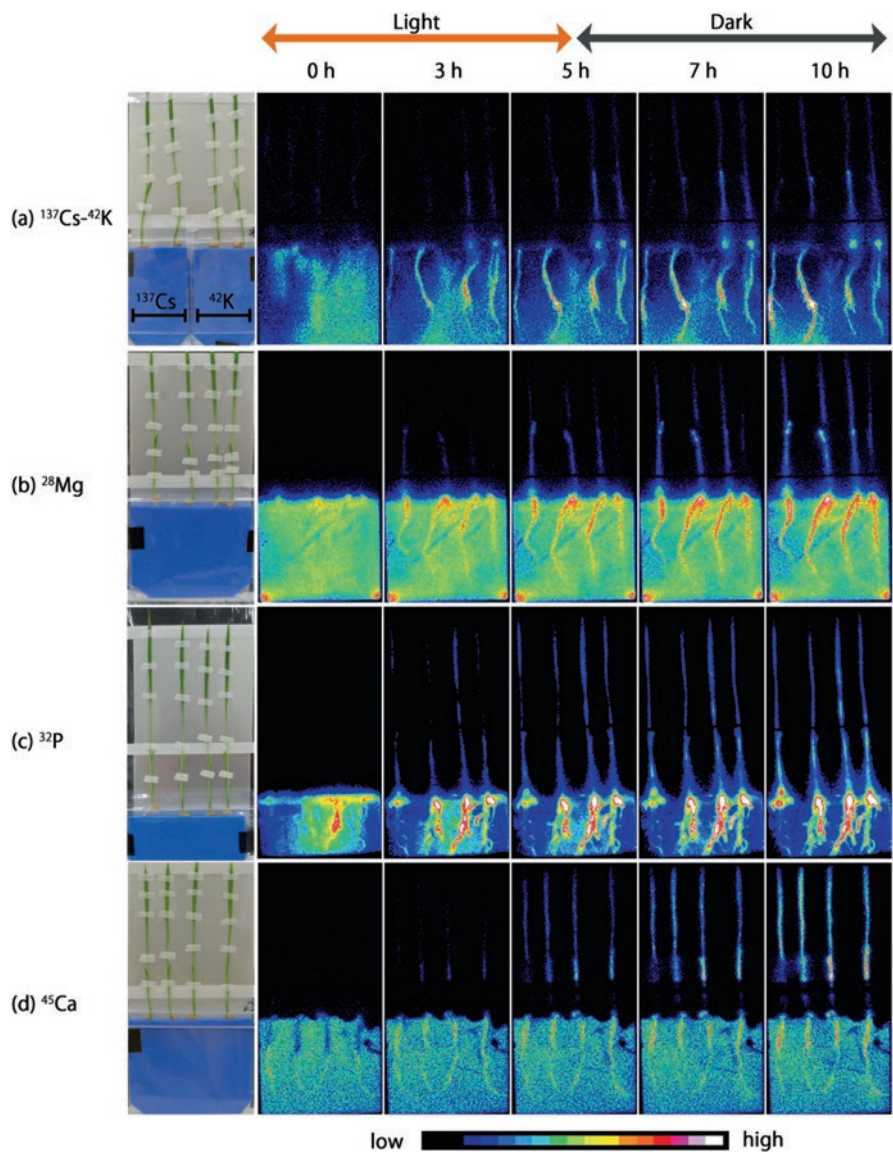 Light Dark
0 h 3 h 5 h 7 h 10 h
(a) ¹³⁷Cs-⁴²K
¹³⁷Cs ⁴²K
(b) ²⁸Mg
(c) ³²P
(d) ⁴⁵Ca
low high